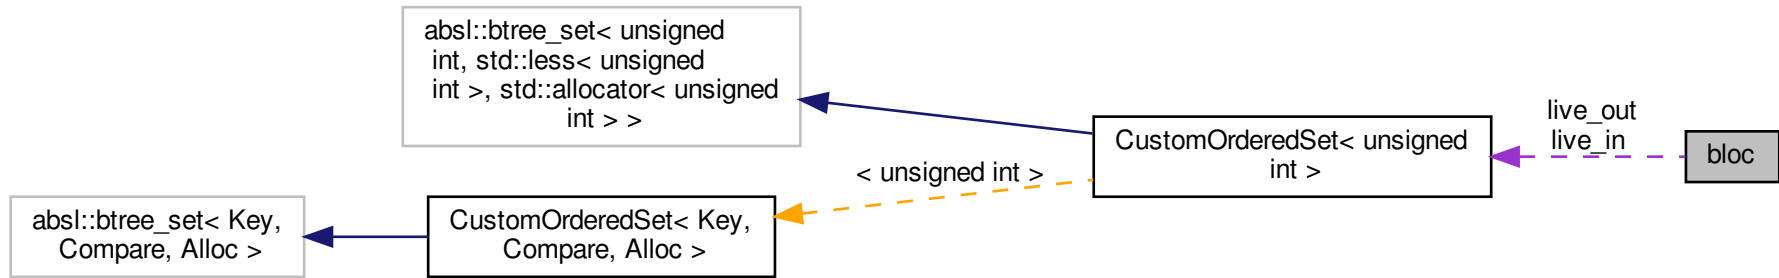 absl::btree_set< unsigned
int, std::less< unsigned
int >, std::allocator< unsigned
int > >
CustomOrderedSet< unsigned
int >
live_out
live_in
bloc
< unsigned int >
absl::btree_set< Key,
Compare, Alloc >
CustomOrderedSet< Key,
Compare, Alloc >